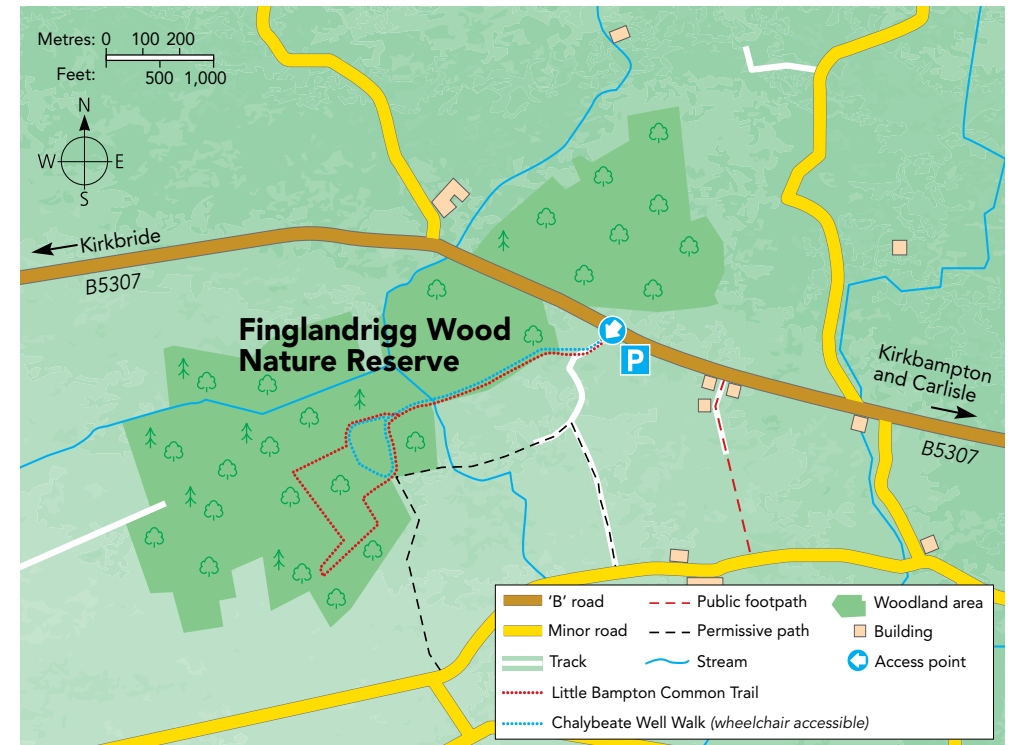 Metres: 0 100 200
Feet: 500 1,000
N
W E
S
Kirkbride
B5307
Finglandrigg Wood
Nature Reserve
P
Kirkbampton
and Carlisle
B5307
'B' road
Public footpath
Woodland area
Minor road
Permissive path
Building
Track
Stream
Access point
Little Bampton Common Trail
Chalybeate Well Walk (wheelchair accessible)